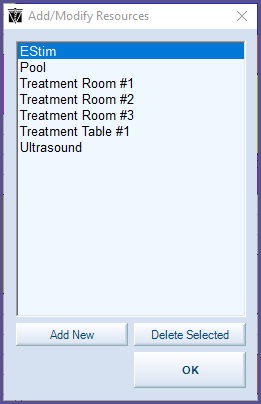 Add/Modify Resources
EStim
Pool
Treatment Room #1
Treatment Room #2
Treatment Room #3
Treatment Table #1
Ultrasound
Add New
Delete Selected
OK